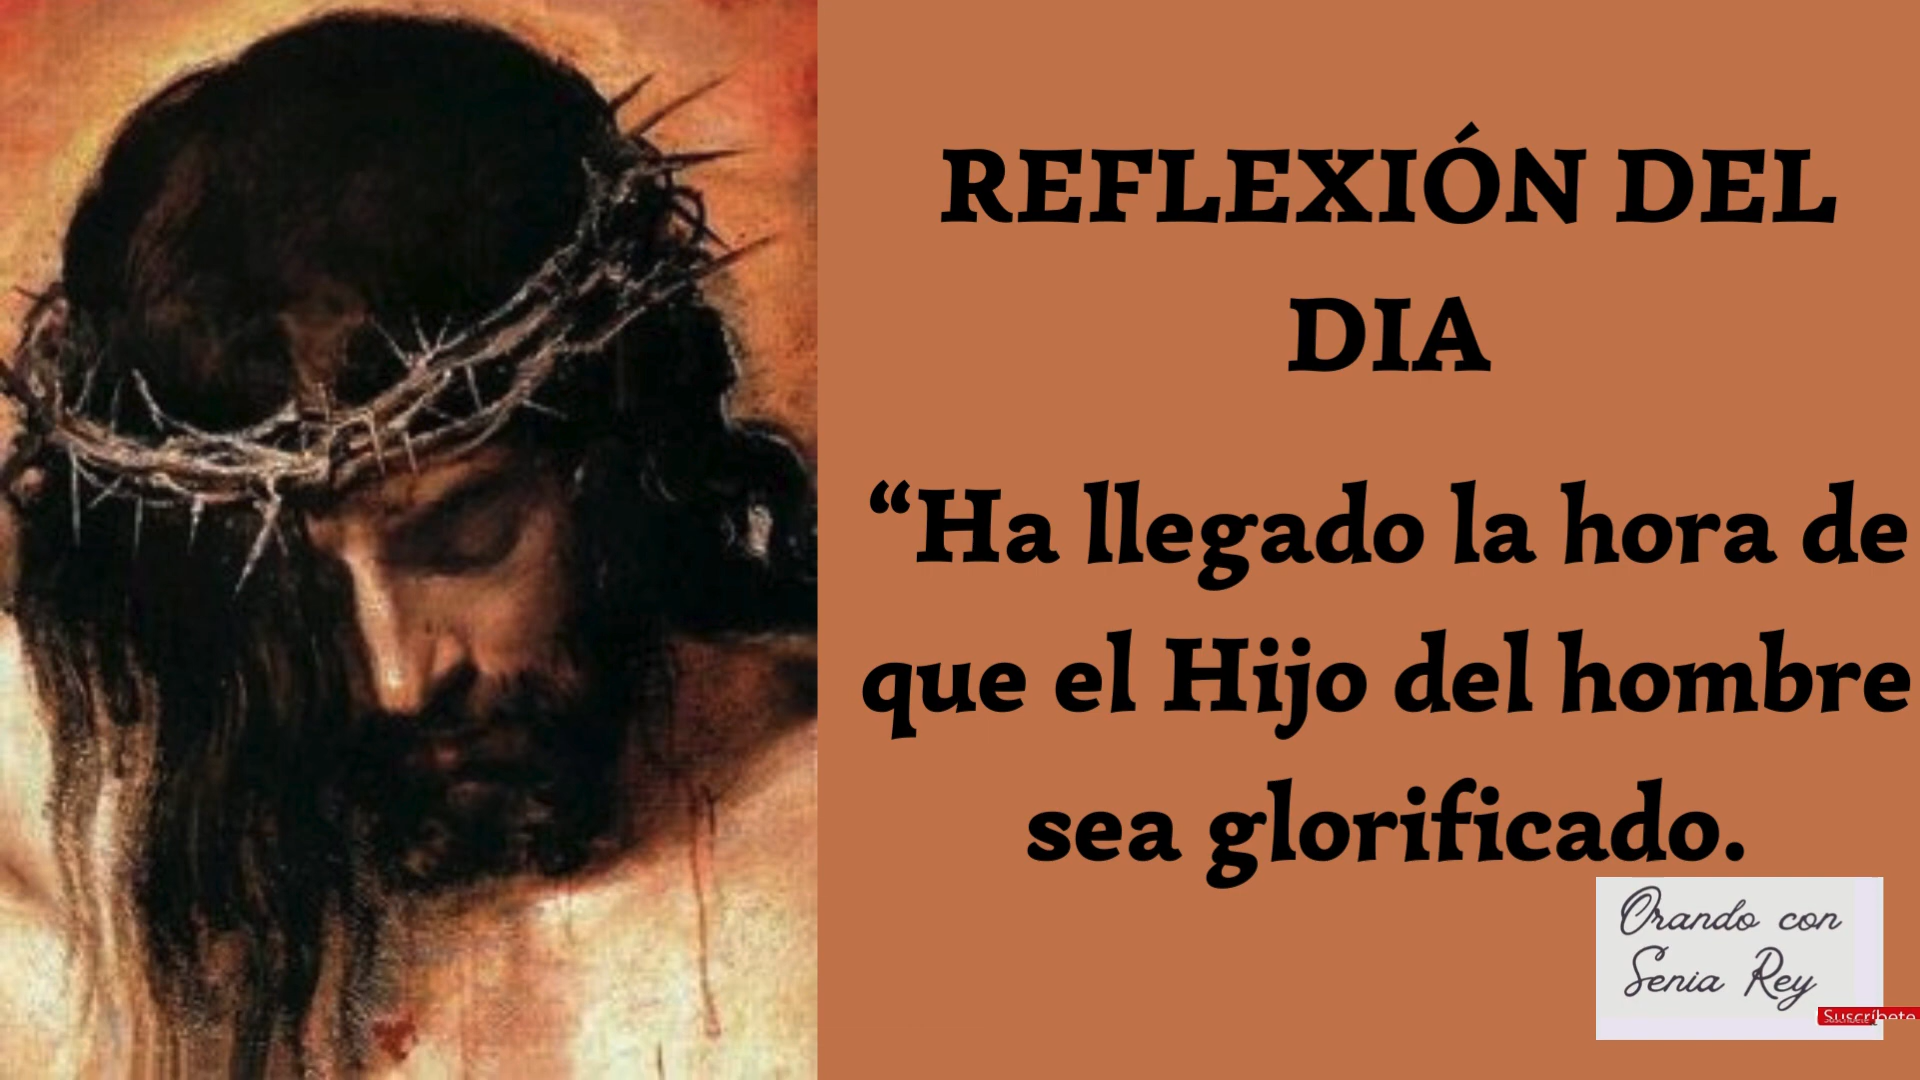 REFLEXIÓN DEL
DIA
“Ha llegado la hora de
que el Hijo del hombre
sea glorificado.
Orando con
Senia Rey
Suscríbete